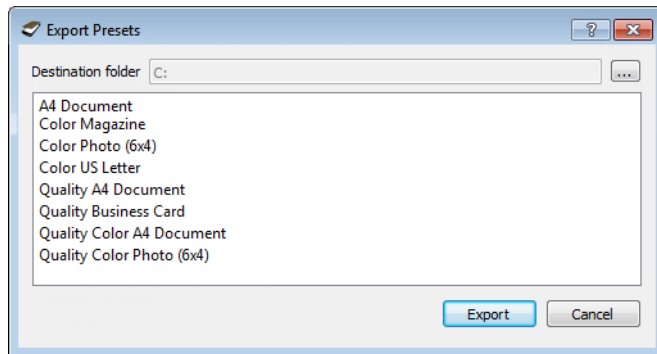 Export Presets
?
Destination folder C: ...
A4 Document
Color Magazine
Color Photo (6x4)
Color US Letter
Quality A4 Document
Quality Business Card
Quality Color A4 Document
Quality Color Photo (6x4)
Export Cancel